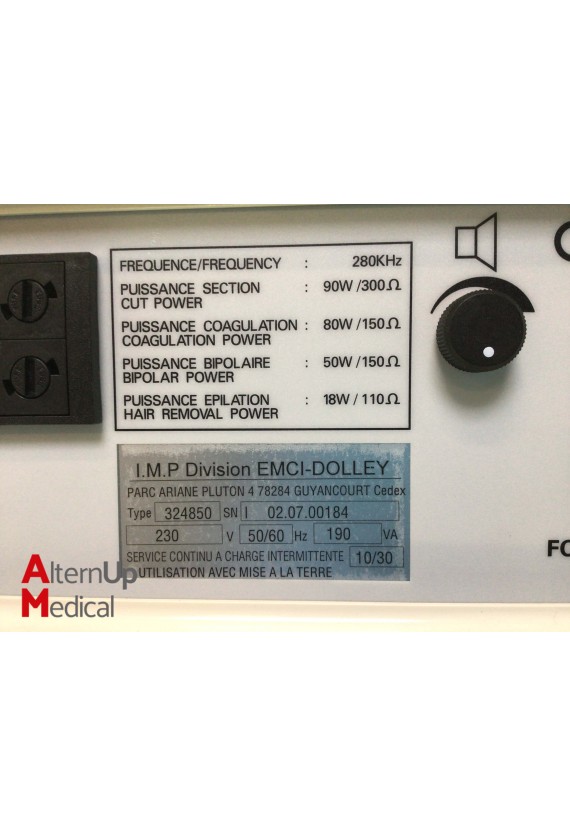 FREQUENCE/FREQUENCY : 280KHz
PUISSANCE SECTION : 90W /300Ω
CUT POWER
PUISSANCE COAGULATION : 80W /150Ω
COAGULATION POWER
PUISSANCE BIPOLAIRE : 50W /150Ω
BIPOLAR POWER
PUISSANCE EPILATION : 18W / 110Ω
HAIR REMOVAL POWER
I.M.P Division EMCI-DOLLEY
PARC ARIANE PLUTON 4 78284 GUYANCOURT Cedex
Type 324850 SN I 02.07.00184
230 V 50/60 Hz 190 VA
SERVICE CONTINU A CHARGE INTERMITTENTE 10/30
UTILISATION AVEC MISE A LA TERRE
FO
AlternUp
Medical